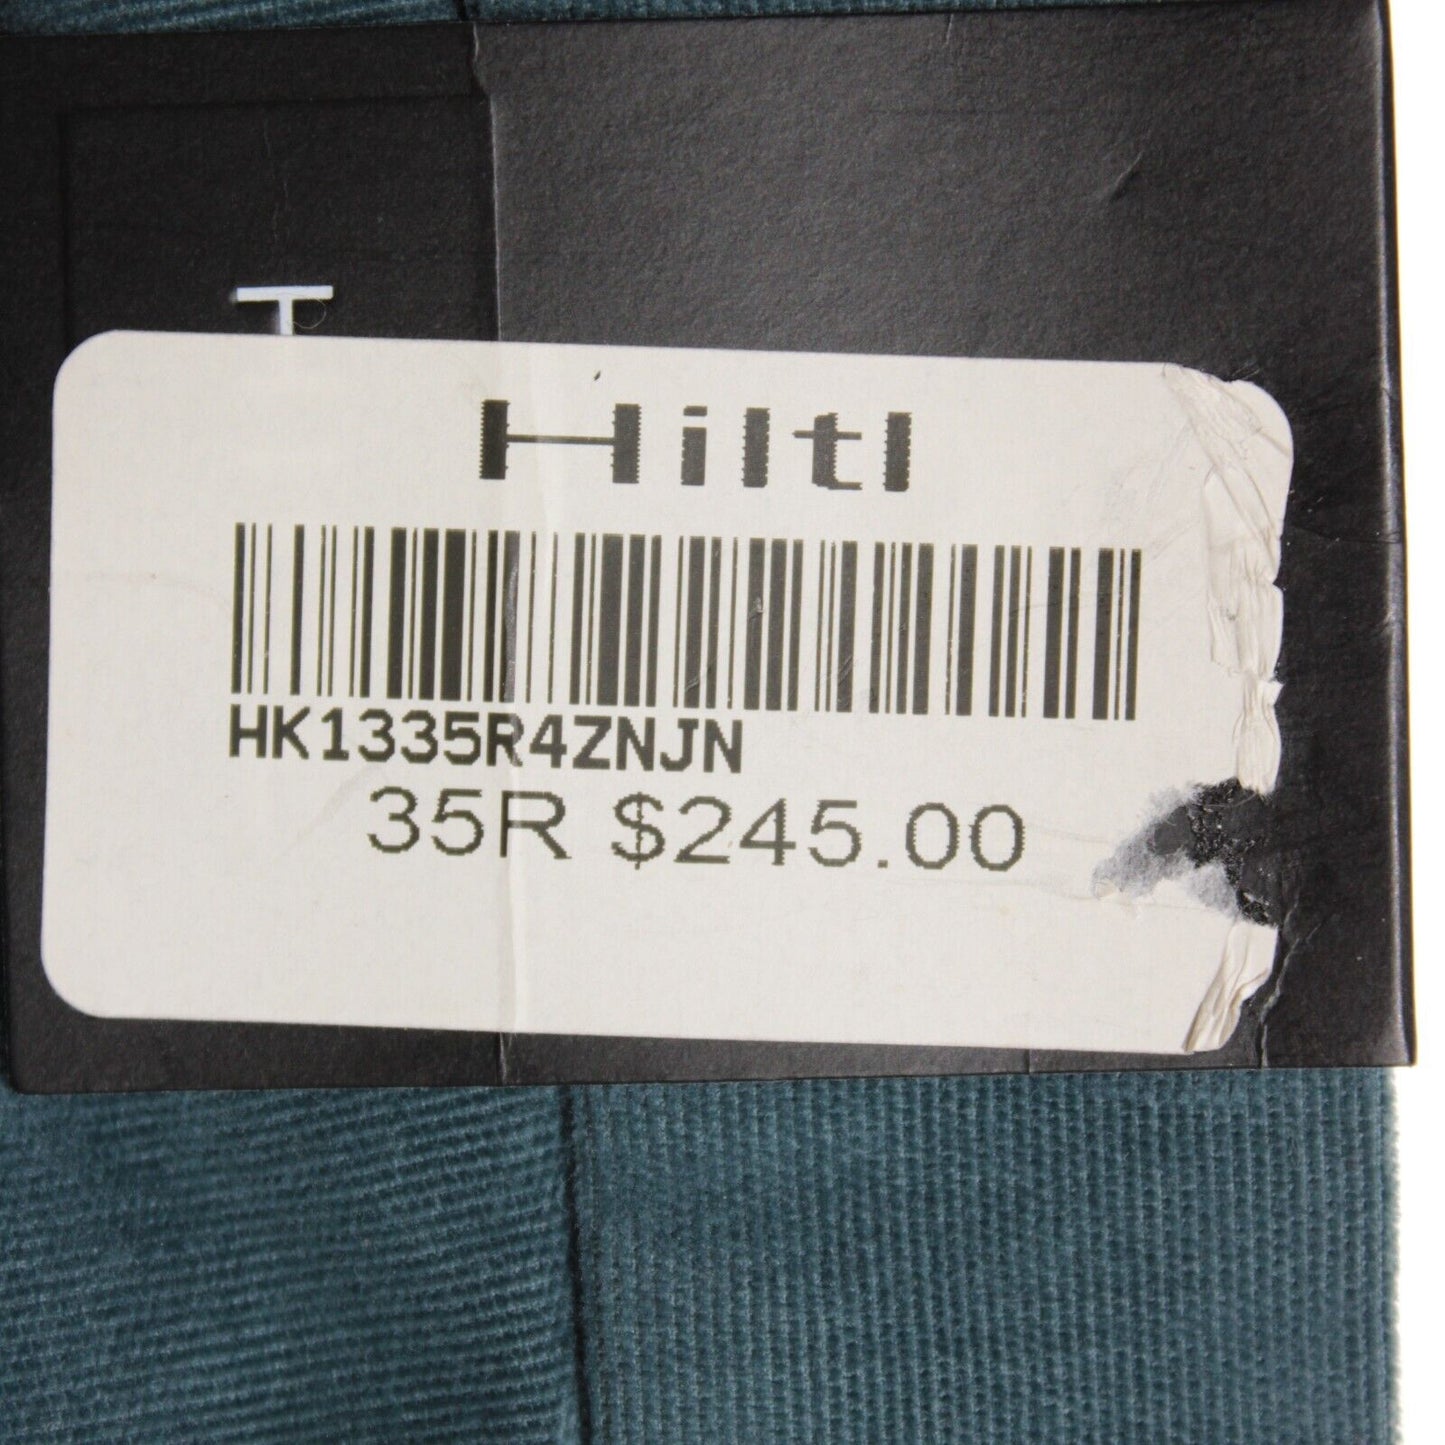 T
Hiltl
HK1335R4ZNJN
35R $245.00